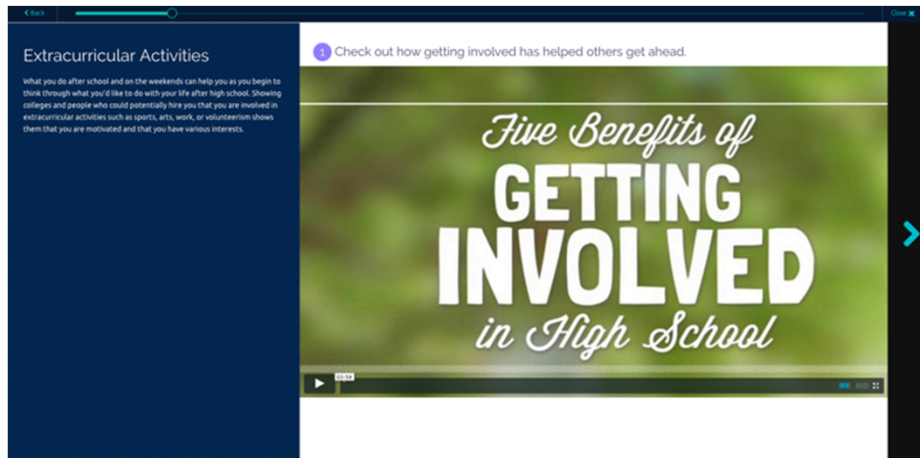 Back
Close
Extracurricular Activities
What you do after school and on the weekends can help you as you begin to
think through what you'd like to do with your life after high school. Showing
colleges and people who could potentially hire you that you are involved in
extracurricular activities such as sports, arts, work, or volunteerism shows
them that you are motivated and that you have various interests.
1 Check out how getting involved has helped others get ahead.
Five Benefits of
GETTING
INVOLVED
in High School
HD